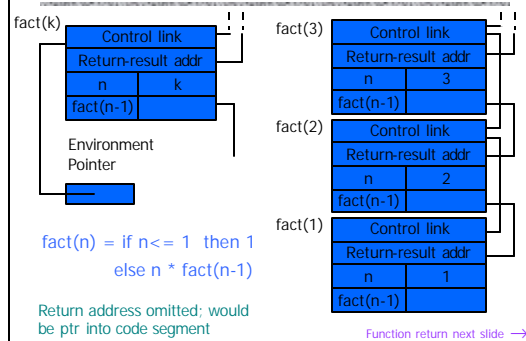 fact(k)
Control link
Return-result addr
n k
fact(n-1)
Environment
Pointer
fact(n) = if n<= 1 then 1
else n * fact(n-1)
Return address omitted; would
be ptr into code segment
fact(3)
Control link
Return-result addr
n 3
fact(n-1)
fact(2)
Control link
Return-result addr
n 2
fact(n-1)
fact(1)
Control link
Return-result addr
n 1
fact(n-1)
Function return next slide →